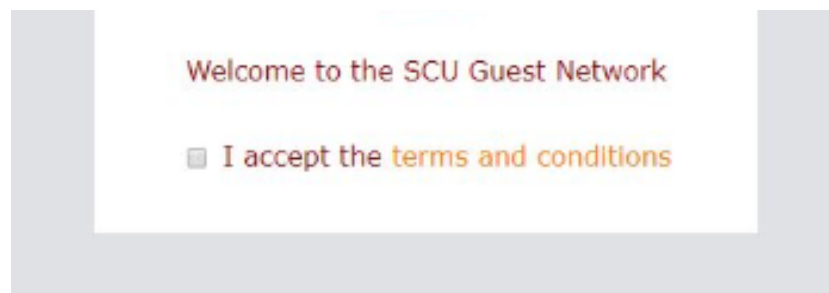 Welcome to the SCU Guest Network
I accept the terms and conditions